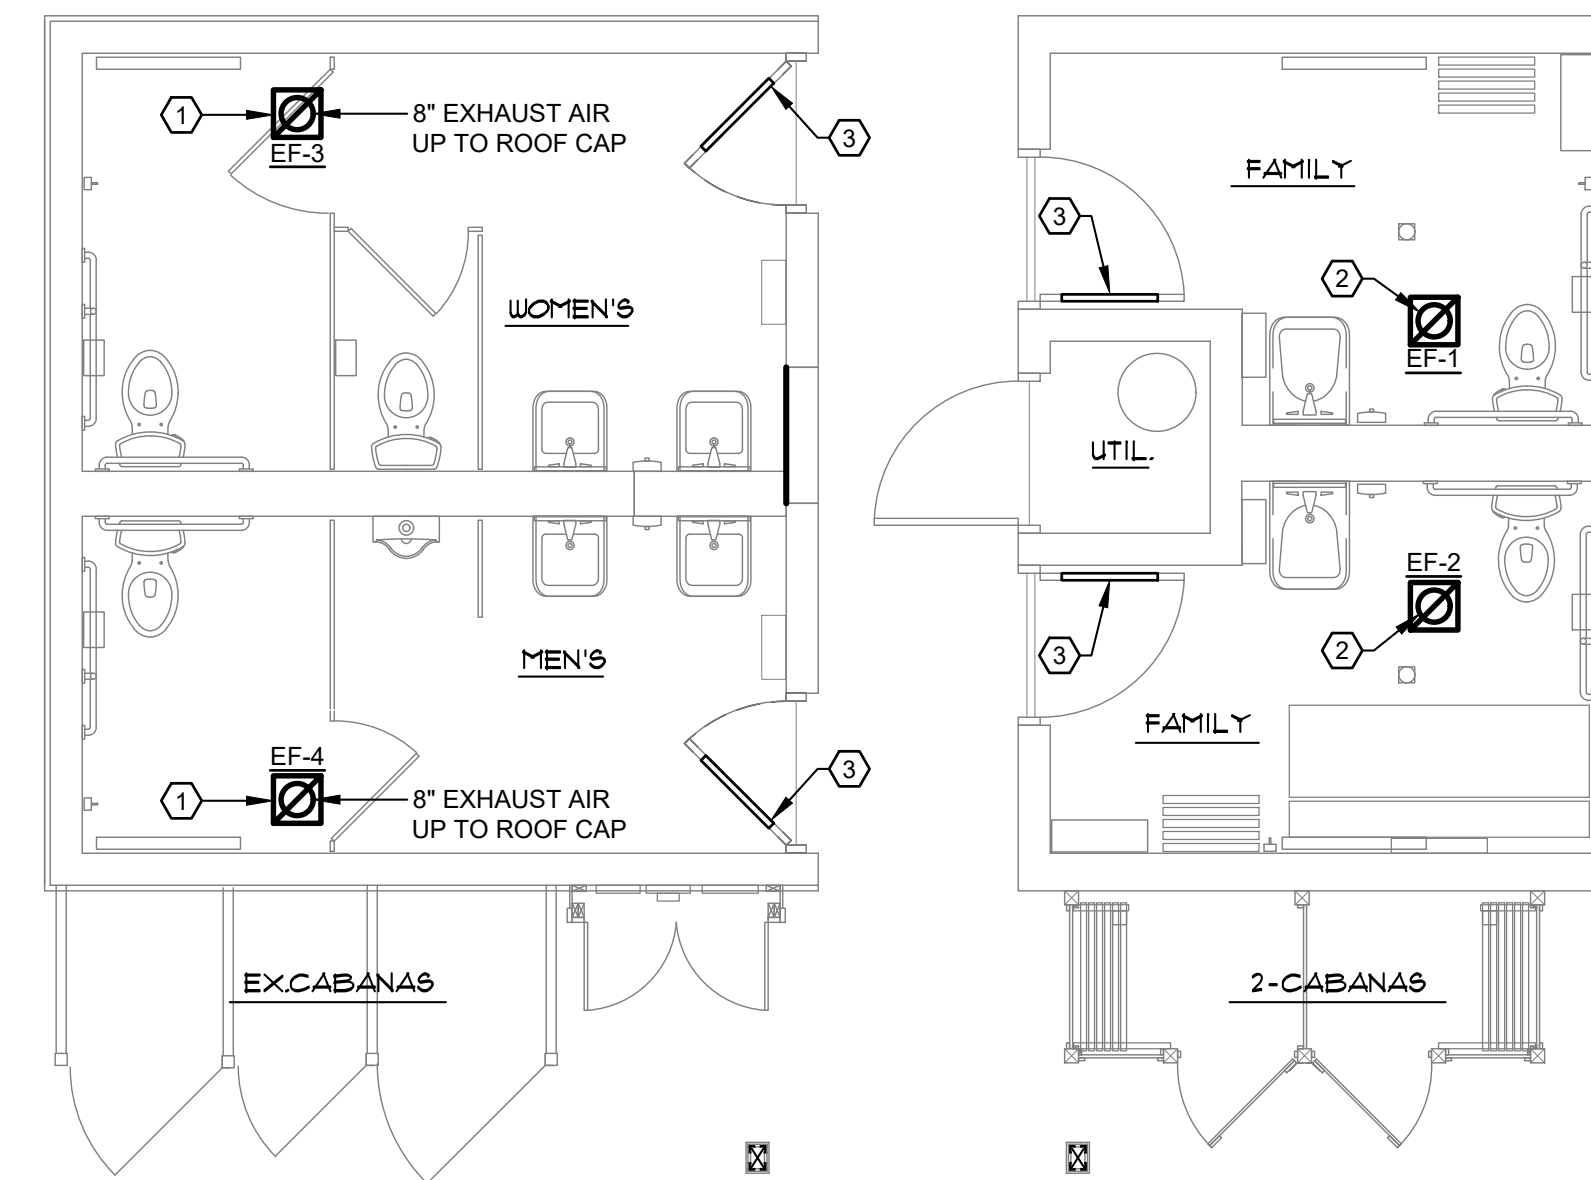 1
EF-3
8" EXHAUST AIR
UP TO ROOF CAP
3
WOMEN'S
MEN'S
EF-4
1
8" EXHAUST AIR
UP TO ROOF CAP
3
EX.CABANAS
FAMILY
3
2
EF-1
UTIL.
EF-2
2
3
FAMILY
2-CABANAS